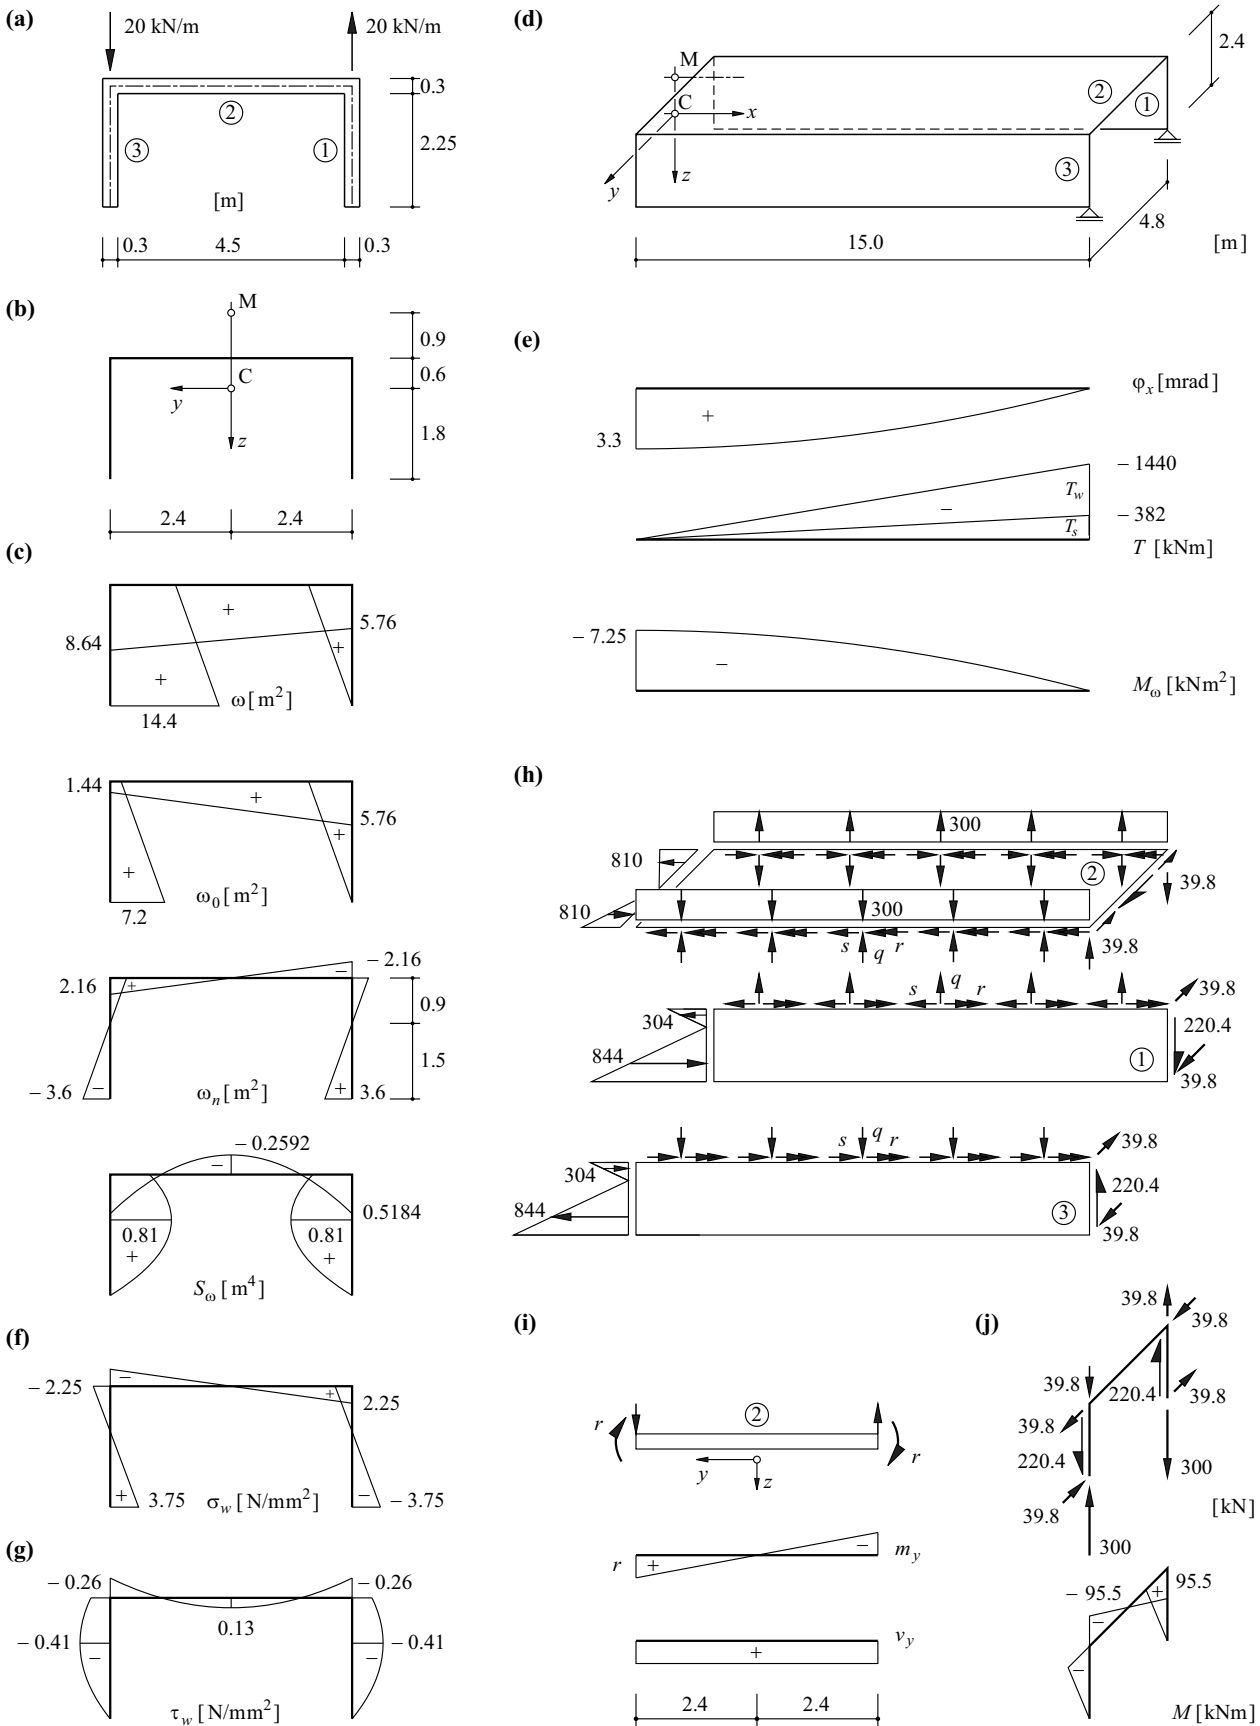 (a)
20 kN/m
20 kN/m
0.3
2
3
1
2.25
[m]
0.3
4.5
0.3
(b)
M
0.9
C
0.6
y
z
1.8
2.4
2.4
(c)
+
8.64
5.76
+
+
ω [m²]
14.4
1.44
+
5.76
+
+
ω₀ [m²]
7.2
− 2.16
−
2.16
+
0.9
1.5
− 3.6
−
ωₙ [m²]
+
3.6
− 0.2592
−
0.5184
0.81
0.81
+
+
S_ω [m⁴]
(f)
− 2.25
−
+
2.25
+
3.75
σ_w [N/mm²]
−
− 3.75
(g)
− 0.26
− 0.26
0.13
− 0.41
− 0.41
−
−
τ_w [N/mm²]
(d)
2.4
M
2
1
C
x
3
y
z
4.8
15.0
[m]
(e)
φₓ [mrad]
+
3.3
− 1440
T_w
−
− 382
T_s
T [kNm]
− 7.25
−
M_ω [kNm²]
(h)
300
810
2
39.8
810
300
s
q
r
39.8
s
q
r
39.8
304
220.4
844
1
39.8
s
q
r
39.8
304
220.4
844
3
39.8
(i)
2
r
r
y
z
r
+
−
m_y
v_y
+
2.4
2.4
(j)
39.8
39.8
39.8
39.8
220.4
39.8
220.4
300
39.8
[kN]
300
− 95.5
+
95.5
−
−
M [kNm]